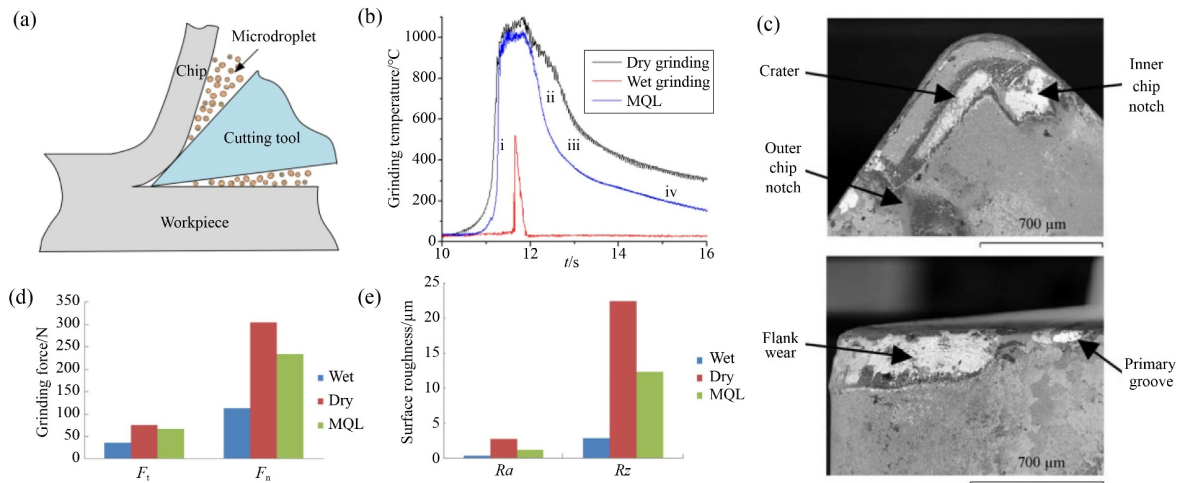 (a)
Microdroplet
Chip
Cutting tool
Workpiece
(b)
Grinding temperature/°C
1000
800
600
400
200
0
10
12
14
16
t/s
Dry grinding
Wet grinding
MQL
i
ii
iii
iv
(c)
Crater
Inner
chip
notch
Outer
chip
notch
700 μm
Flank
wear
Primary
groove
700 μm
(d)
Grinding force/N
350
300
250
200
150
100
50
0
Ft
Fn
Wet
Dry
MQL
(e)
Surface roughness/μm
25
20
15
10
5
0
Ra
Rz
Wet
Dry
MQL